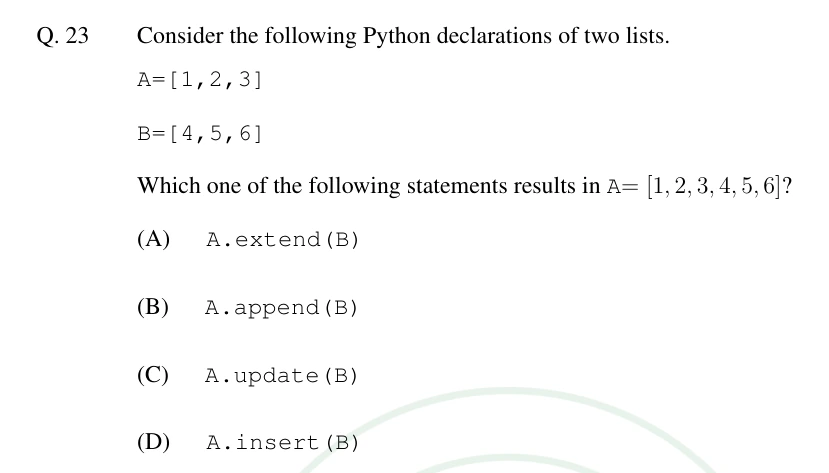 Q. 23 Consider the following Python declarations of two lists.
A=[1,2,3]
B=[4,5,6]
Which one of the following statements results in A= [1, 2, 3, 4, 5, 6]?
(A) A.extend(B)
(B) A.append(B)
(C) A.update(B)
(D) A.insert(B)